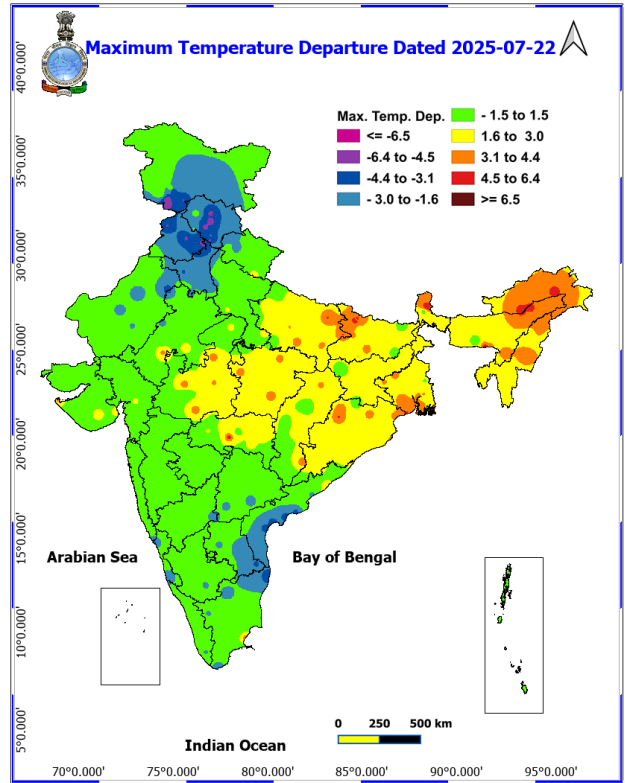 Maximum Temperature Departure Dated 2025-07-22
Max. Temp. Dep.
<= -6.5
-6.4 to -4.5
-4.4 to -3.1
- 3.0 to -1.6
- 1.5 to 1.5
1.6 to 3.0
3.1 to 4.4
4.5 to 6.4
>= 6.5
40°0.000'
35°0.000'
30°0.000'
25°0.000'
20°0.000'
15°0.000'
10°0.000'
5°0.000'
Arabian Sea
Bay of Bengal
Indian Ocean
0 250 500 km
70°0.000' 75°0.000' 80°0.000' 85°0.000' 90°0.000' 95°0.000'